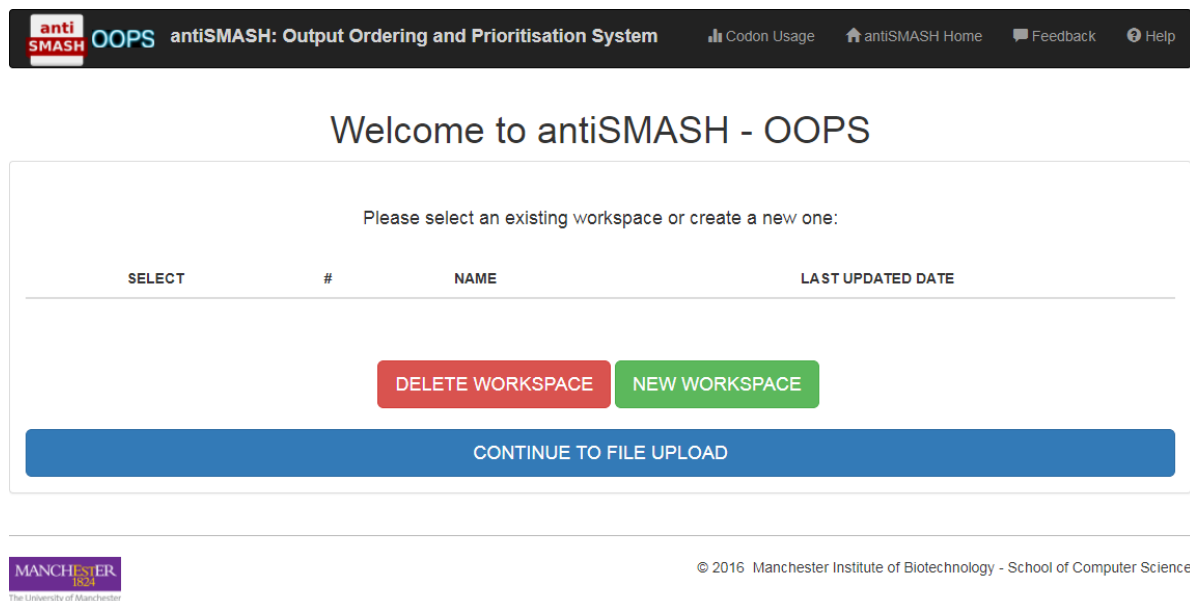 anti
SMASH OOPS antiSMASH: Output Ordering and Prioritisation System Codon Usage antiSMASH Home Feedback Help
Welcome to antiSMASH - OOPS
Please select an existing workspace or create a new one:
SELECT # NAME LAST UPDATED DATE
DELETE WORKSPACE NEW WORKSPACE
CONTINUE TO FILE UPLOAD
MANCHESTER
1824
The University of Manchester
© 2016 Manchester Institute of Biotechnology - School of Computer Science